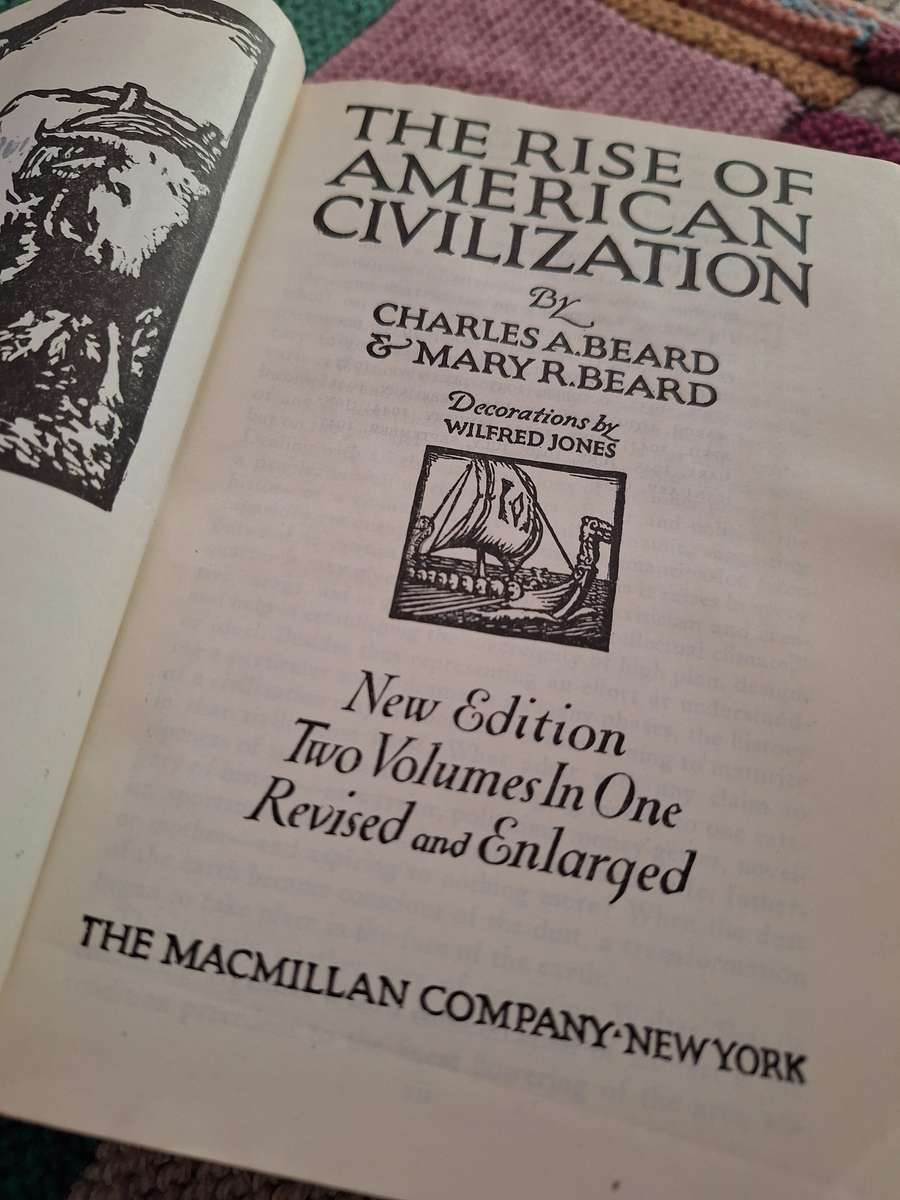 THE RISE OF
AMERICAN
CIVILIZATION
By
CHARLES A. BEARD
& MARY R. BEARD
Decorations by
WILFRED JONES
New Edition
Two Volumes In One
Revised and Enlarged
THE MACMILLAN COMPANY·NEW YORK